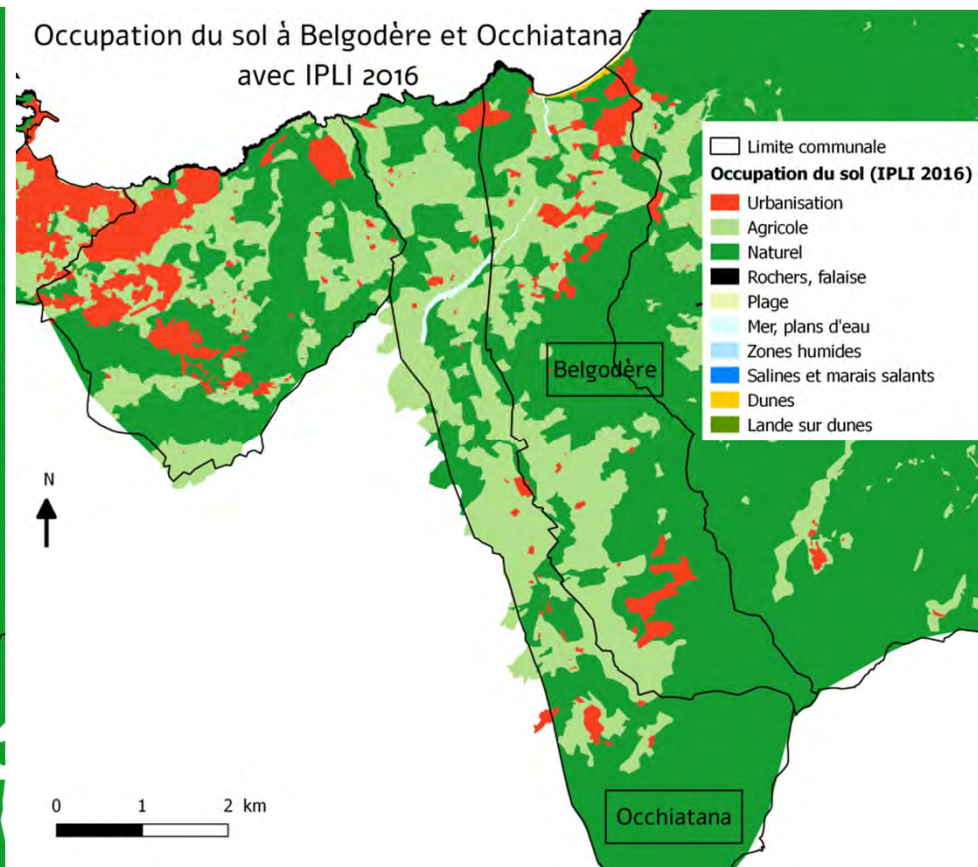 Occupation du sol à Belgodère et Occhiatana
avec IPLI 2016
Limite communale
Occupation du sol (IPLI 2016)
Urbanisation
Agricole
Naturel
Rochers, falaise
Plage
Mer, plans d'eau
Zones humides
Salines et marais salants
Dunes
Lande sur dunes
Belgodère
N
0 1 2 km
Occhiatana